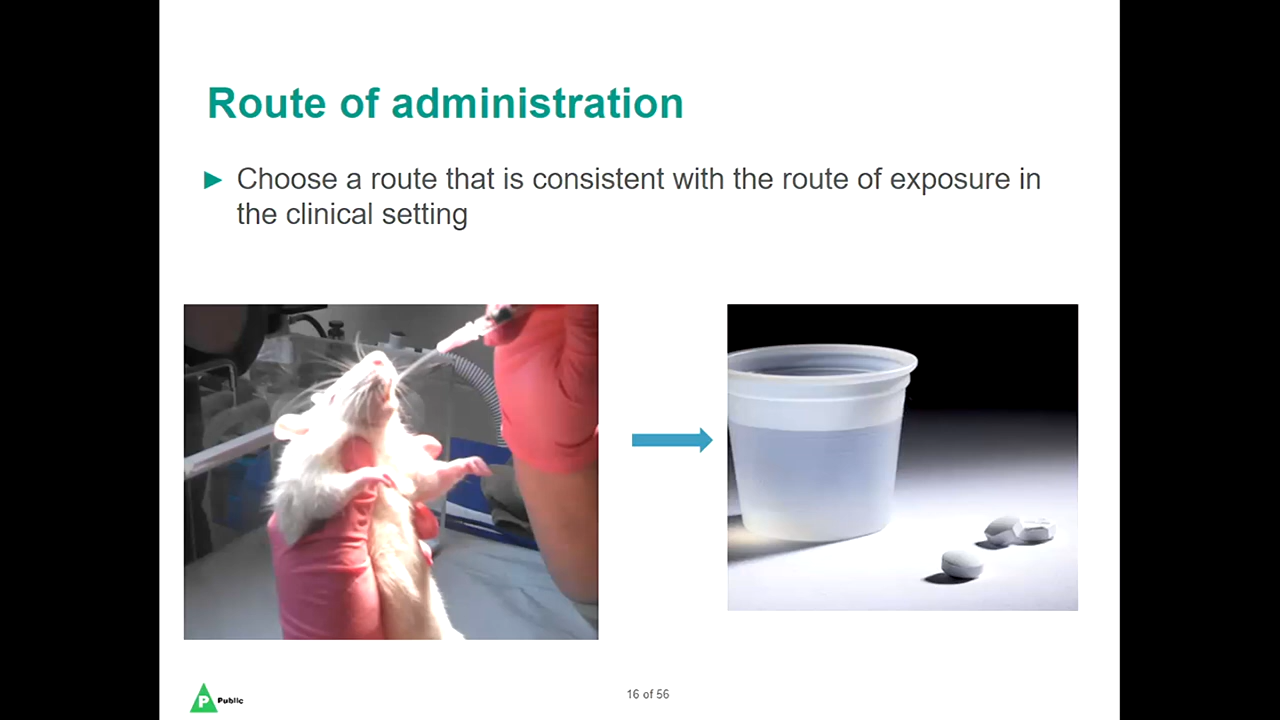 Route of administration
Choose a route that is consistent with the route of exposure in
the clinical setting
P Public
16 of 56